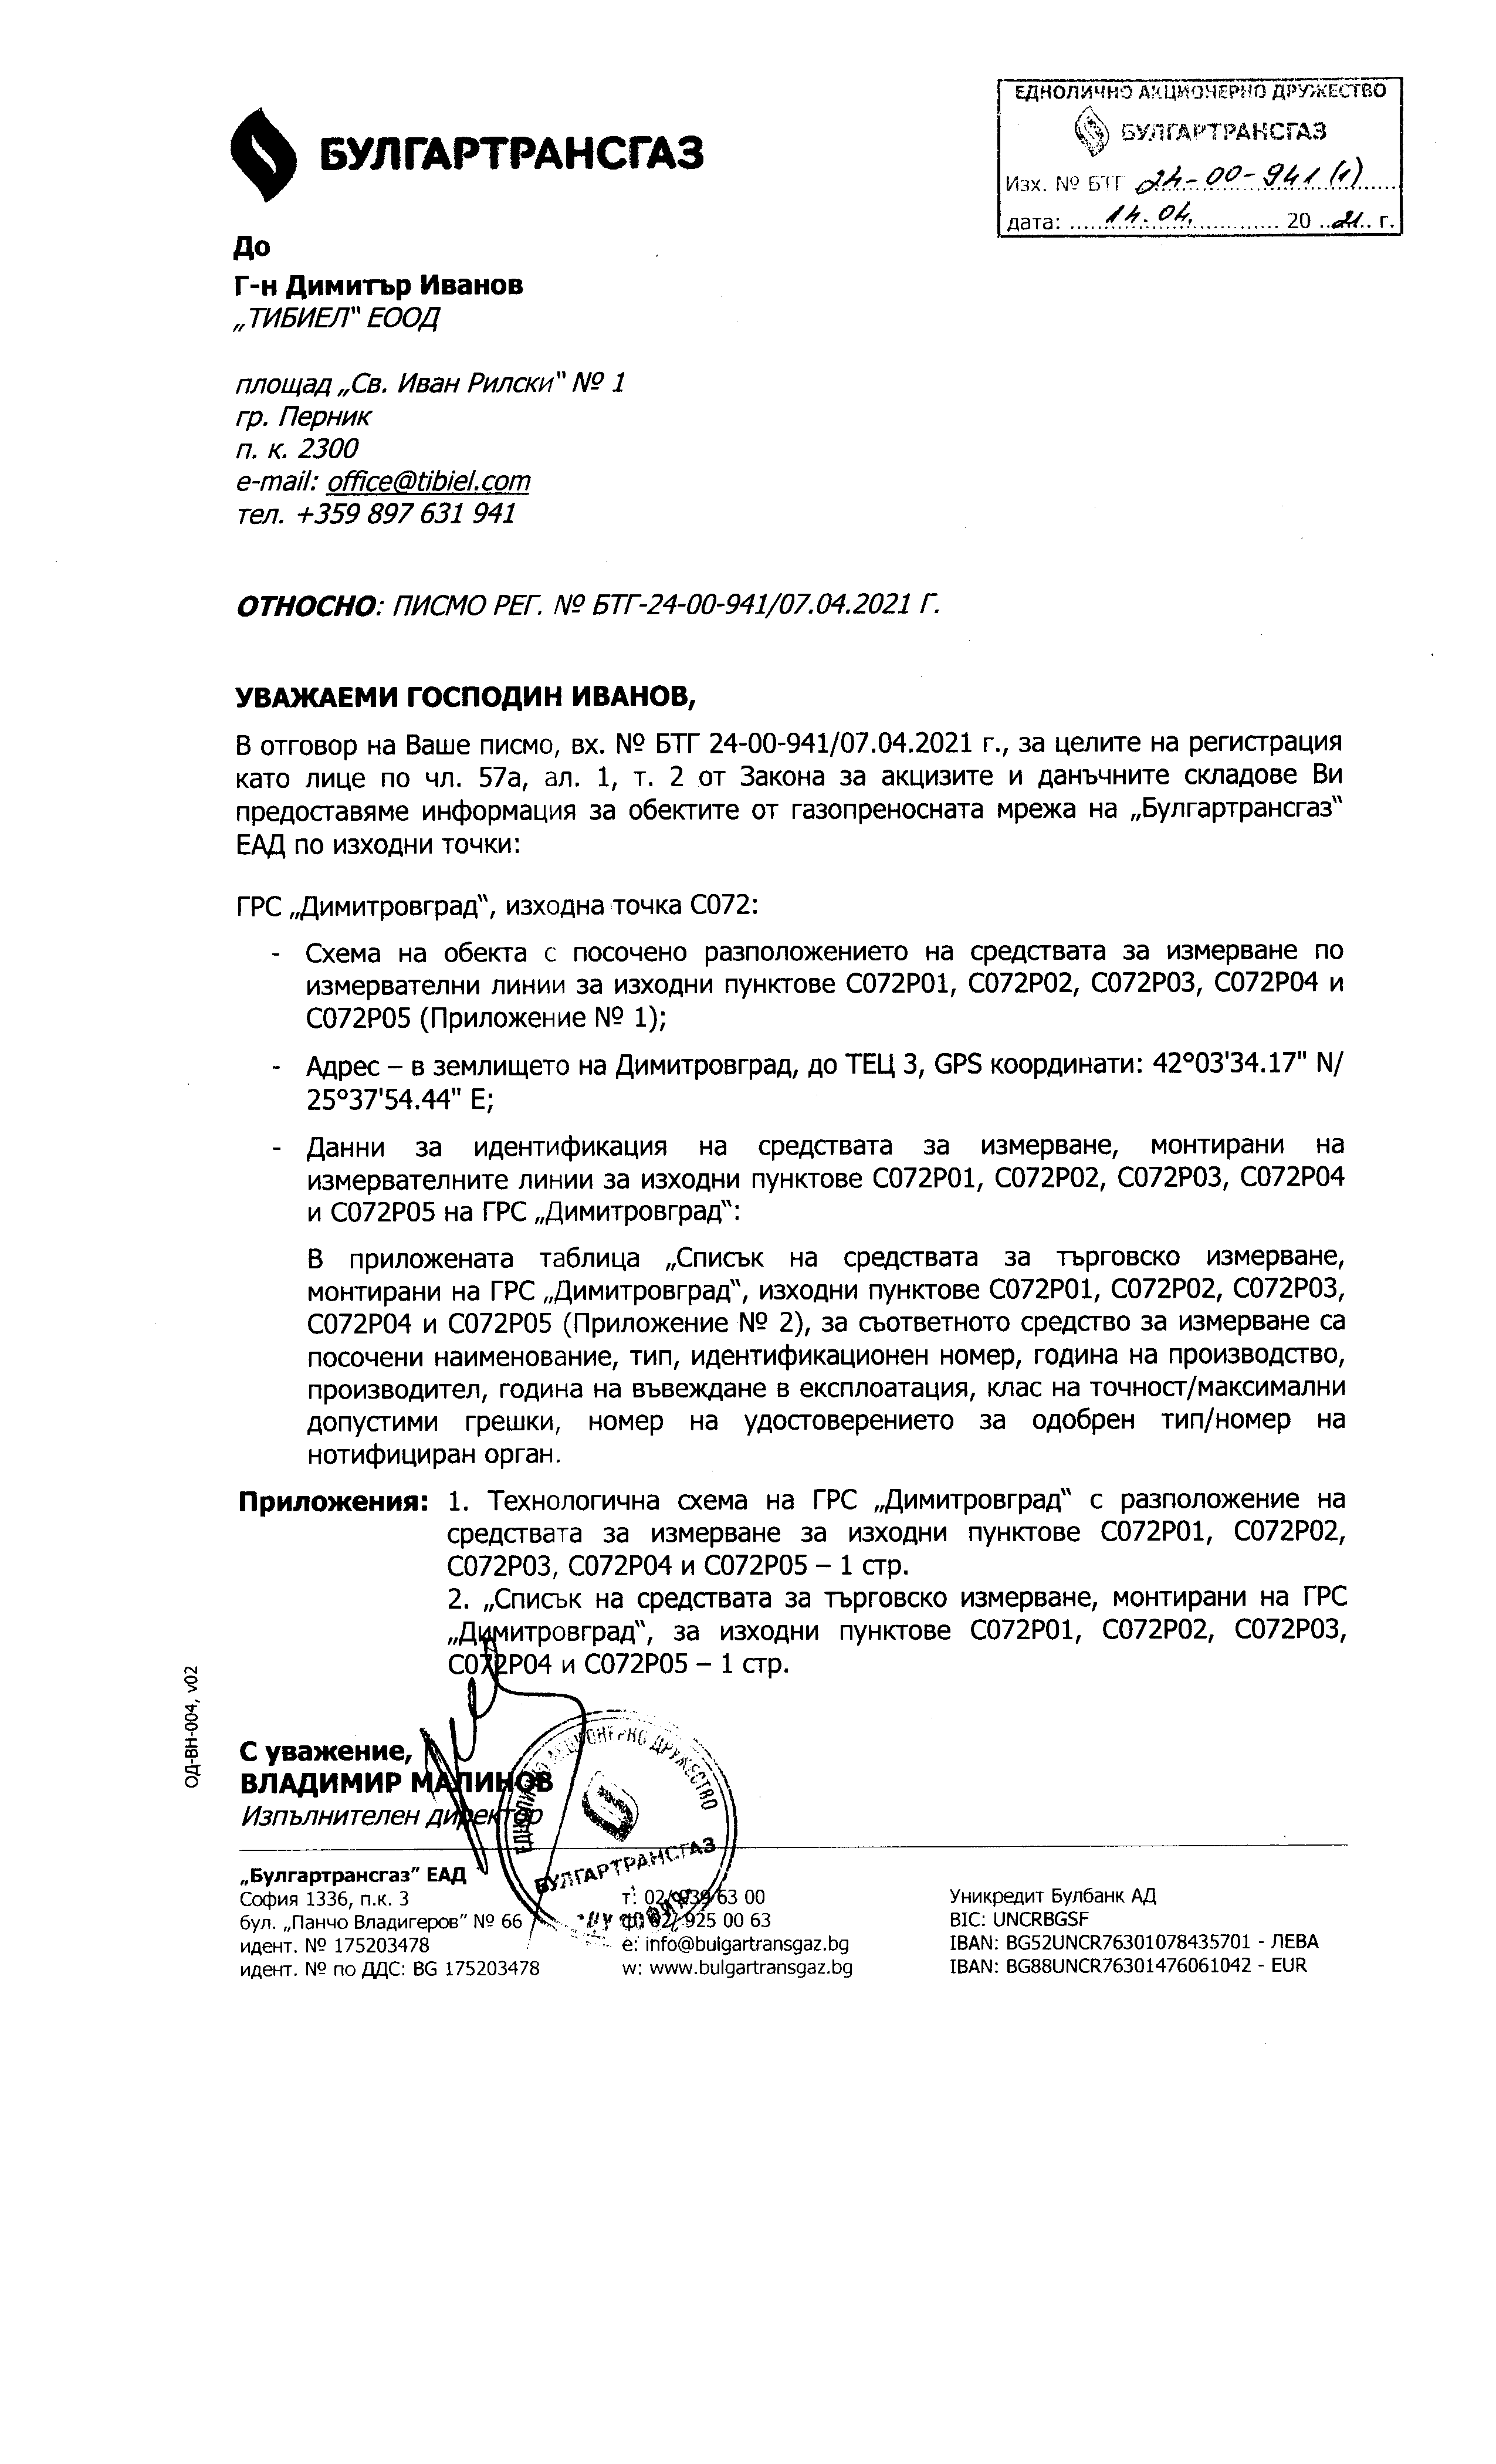 БУЛГАРТРАНСГАЗ
ЕДНОЛИЧНО АКЦИОНЕРНО ДРУЖЕСТВО
БУЛГАРТРАНСГАЗ
Изх. № БТГ 24-00-941(1)
дата: 14.04. 20 21 г.
До
Г-н Димитър Иванов
„ТИБИЕЛ" ЕООД
площад „Св. Иван Рилски" № 1
гр. Перник
п. к. 2300
e-mail: office@tibiel.com
тел. +359 897 631 941
ОТНОСНО: ПИСМО РЕГ. № БТГ-24-00-941/07.04.2021 Г.
УВАЖАЕМИ ГОСПОДИН ИВАНОВ,
В отговор на Ваше писмо, вх. № БТГ 24-00-941/07.04.2021 г., за целите на регистрация
като лице по чл. 57а, ал. 1, т. 2 от Закона за акцизите и данъчните складове Ви
предоставяме информация за обектите от газопреносната мрежа на „Булгартрансгаз“
ЕАД по изходни точки:
ГРС „Димитровград“, изходна точка С072:
- Схема на обекта с посочено разположението на средствата за измерване по
измервателни линии за изходни пунктове С072Р01, С072Р02, С072Р03, С072Р04 и
С072Р05 (Приложение № 1);
- Адрес – в землището на Димитровград, до ТЕЦ 3, GPS координати: 42°03'34.17" N/
25°37'54.44" E;
- Данни за идентификация на средствата за измерване, монтирани на
измервателните линии за изходни пунктове С072Р01, С072Р02, С072Р03, С072Р04
и С072Р05 на ГРС „Димитровград“:
В приложената таблица „Списък на средствата за търговско измерване,
монтирани на ГРС „Димитровград“, изходни пунктове С072Р01, С072Р02, С072Р03,
С072Р04 и С072Р05 (Приложение № 2), за съответното средство за измерване са
посочени наименование, тип, идентификационен номер, година на производство,
производител, година на въвеждане в експлоатация, клас на точност/максимални
допустими грешки, номер на удостоверението за одобрен тип/номер на
нотифициран орган.
Приложения: 1. Технологична схема на ГРС „Димитровград“ с разположение на
средствата за измерване за изходни пунктове С072Р01, С072Р02,
С072Р03, С072Р04 и С072Р05 – 1 стр.
2. „Списък на средствата за търговско измерване, монтирани на ГРС
„Димитровград“, за изходни пунктове С072Р01, С072Р02, С072Р03,
С072Р04 и С072Р05 – 1 стр.
ОД-ВН-004, v02
С уважение,
ВЛАДИМИР МАЛИНОВ
Изпълнителен директор
ЕДНОЛИЧНО АКЦИОНЕРНО ДРУЖЕСТВО
БУЛГАРТРАНСГАЗ
„Булгартрансгаз” ЕАД
София 1336, п.к. 3 т: 02/ 939 63 00 Уникредит Булбанк АД
бул. „Панчо Владигеров” № 66 ф: 02/ 925 00 63 BIC: UNCRBGSF
идент. № 175203478 e: info@bulgartransgaz.bg IBAN: BG52UNCR76301078435701 - ЛЕВА
идент. № по ДДС: BG 175203478 w: www.bulgartransgaz.bg IBAN: BG88UNCR76301476061042 - EUR